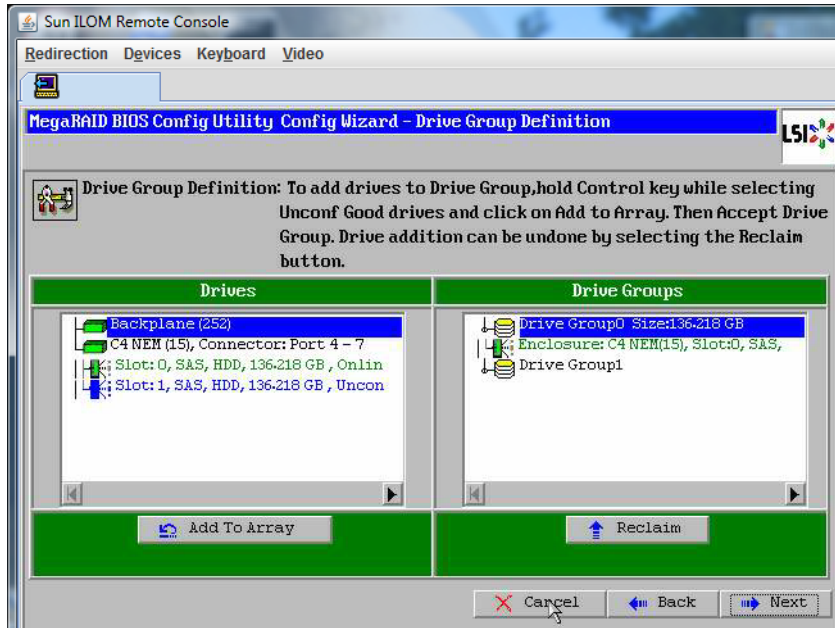 Sun ILOM Remote Console
Redirection Devices Keyboard Video
MegaRAID BIOS Config Utility Config Wizard - Drive Group Definition
LSI
Drive Group Definition: To add drives to Drive Group,hold Control key while selecting
Unconf Good drives and click on Add to Array. Then Accept Drive
Group. Drive addition can be undone by selecting the Reclaim
button.
Drives
Backplane (252)
C4 NEM (15), Connector: Port 4 - 7
Slot: 0, SAS, HDD, 136.218 GB , Onlin
Slot: 1, SAS, HDD, 136.218 GB , Uncon
Add To Array
Drive Groups
Drive Group0 Size:136.218 GB
Enclosure: C4 NEM(15), Slot:0, SAS,
Drive Group1
Reclaim
Cancel Back Next